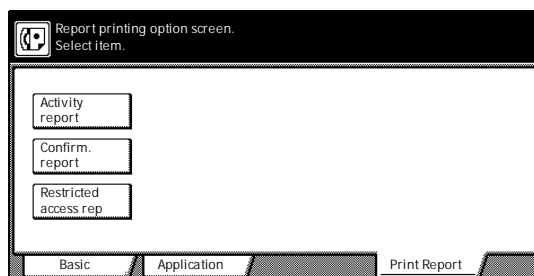 Report printing option screen.
Select item.
Activity
report
Confirm.
report
Restricted
access rep
Basic
Application
Print Report